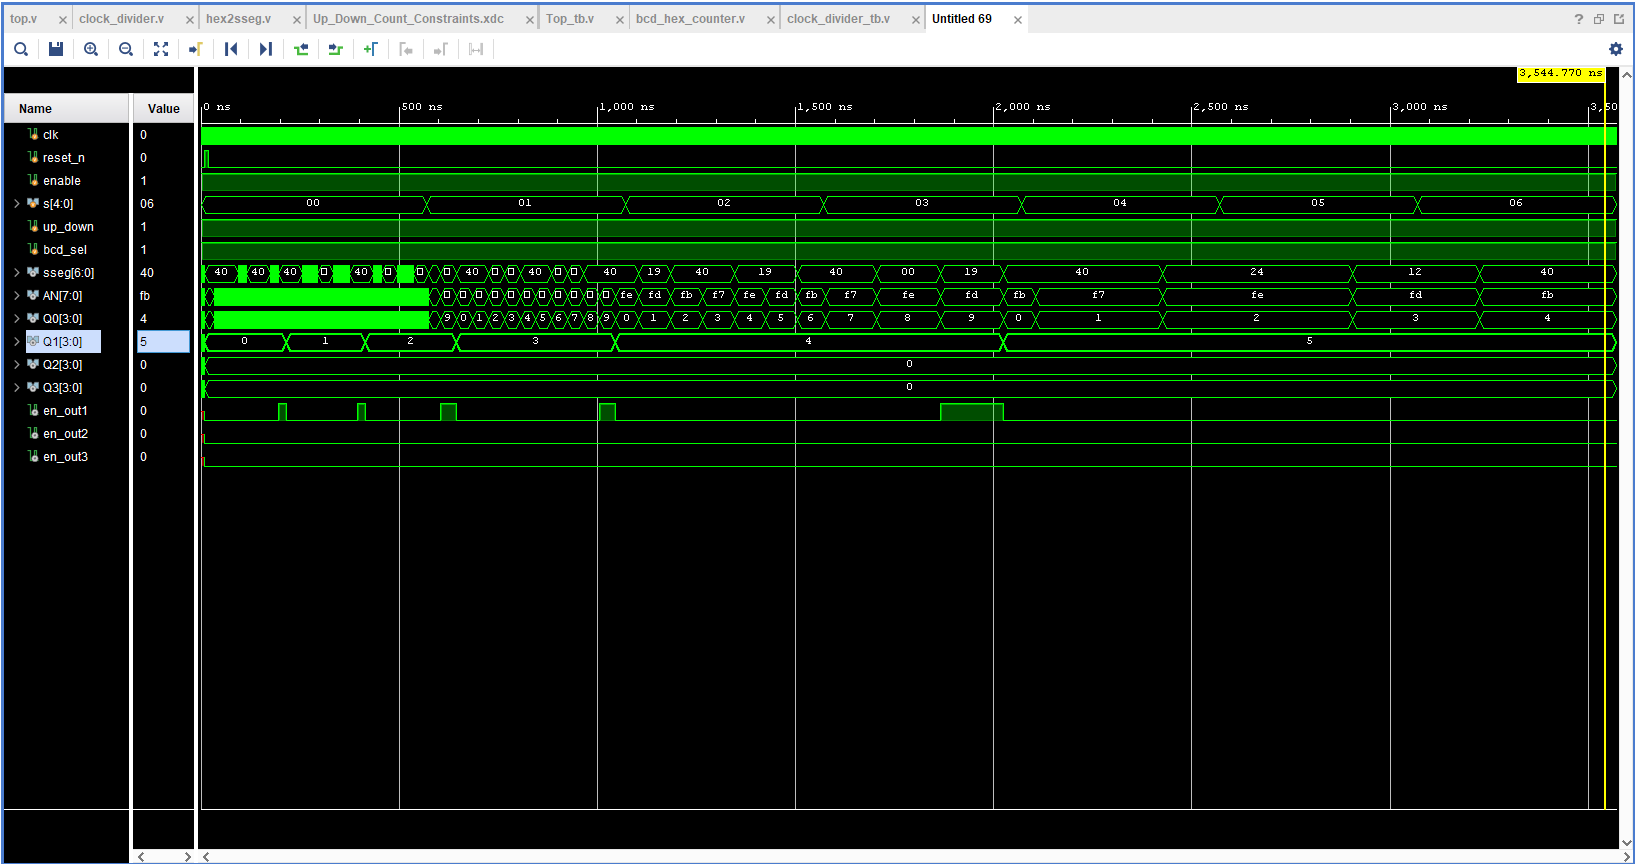 top.v clock_divider.v hex2sseg.v Up_Down_Count_Constraints.xdc Top_tb.v bcd_hex_counter.v clock_divider_tb.v Untitled 69
3,544.770 ns
Name Value 0 ns 500 ns 1,000 ns 1,500 ns 2,000 ns 2,500 ns 3,000 ns 3,50
clk 0
reset_n 0
enable 1
s[4:0] 06 00 01 02 03 04 05 06
up_down 1
bcd_sel 1
sseg[6:0] 40 40 40 40 40 40 40 40 19 40 19 40 00 19 40 24 12 40
AN[7:0] fb fe fd fb f7 fe fd fb f7 fe fd fb f7 fe fd fb
Q0[3:0] 4 9 0 1 2 3 4 5 6 7 8 9 0 1 2 3 4 5 6 7 8 9 0 1 2 3 4
Q1[3:0] 5 0 1 2 3 4 5
Q2[3:0] 0 0
Q3[3:0] 0 0
en_out1 0
en_out2 0
en_out3 0